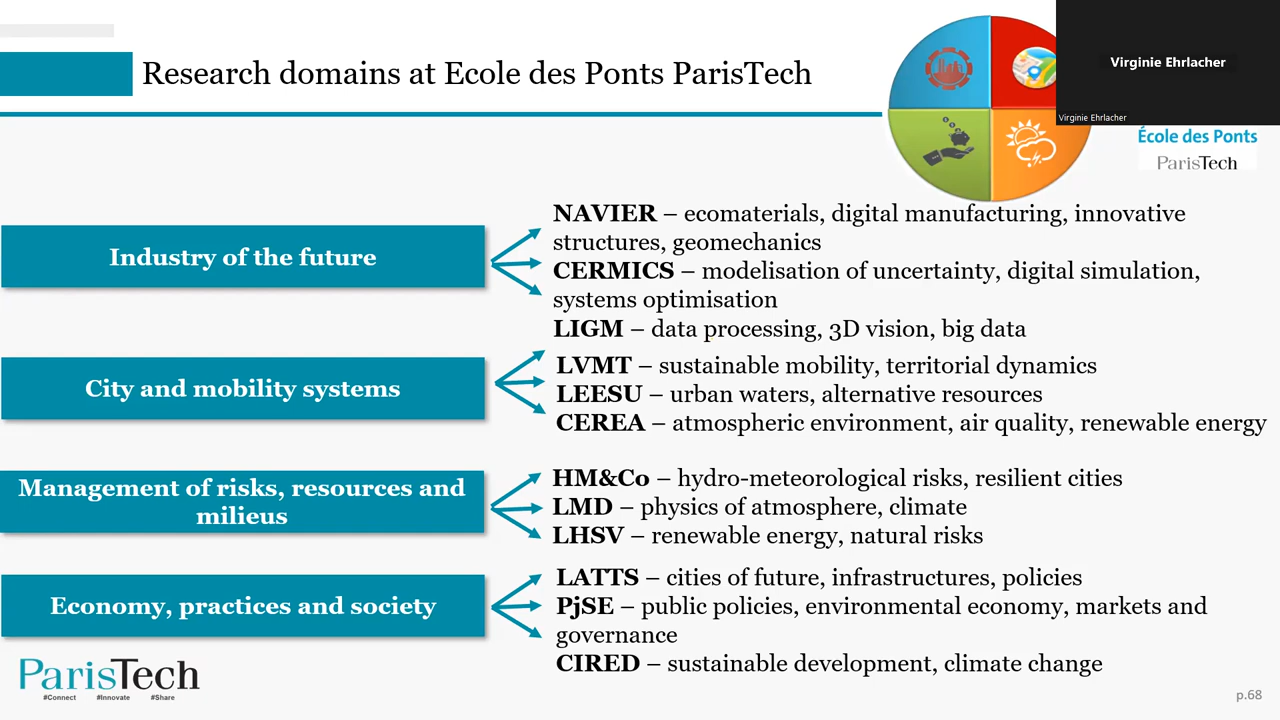 Research domains at Ecole des Ponts ParisTech
Virginie Ehrlacher
Virginie Ehrlacher
École des Ponts
ParisTech
Industry of the future
NAVIER – ecomaterials, digital manufacturing, innovative
structures, geomechanics
CERMICS – modelisation of uncertainty, digital simulation,
systems optimisation
LIGM – data processing, 3D vision, big data
City and mobility systems
LVMT – sustainable mobility, territorial dynamics
LEESU – urban waters, alternative resources
CEREA – atmospheric environment, air quality, renewable energy
Management of risks, resources and
milieus
HM&Co – hydro-meteorological risks, resilient cities
LMD – physics of atmosphere, climate
LHSV – renewable energy, natural risks
Economy, practices and society
LATTS – cities of future, infrastructures, policies
PjSE – public policies, environmental economy, markets and
governance
CIRED – sustainable development, climate change
ParisTech
#Connect #Innovate #Share
p.68